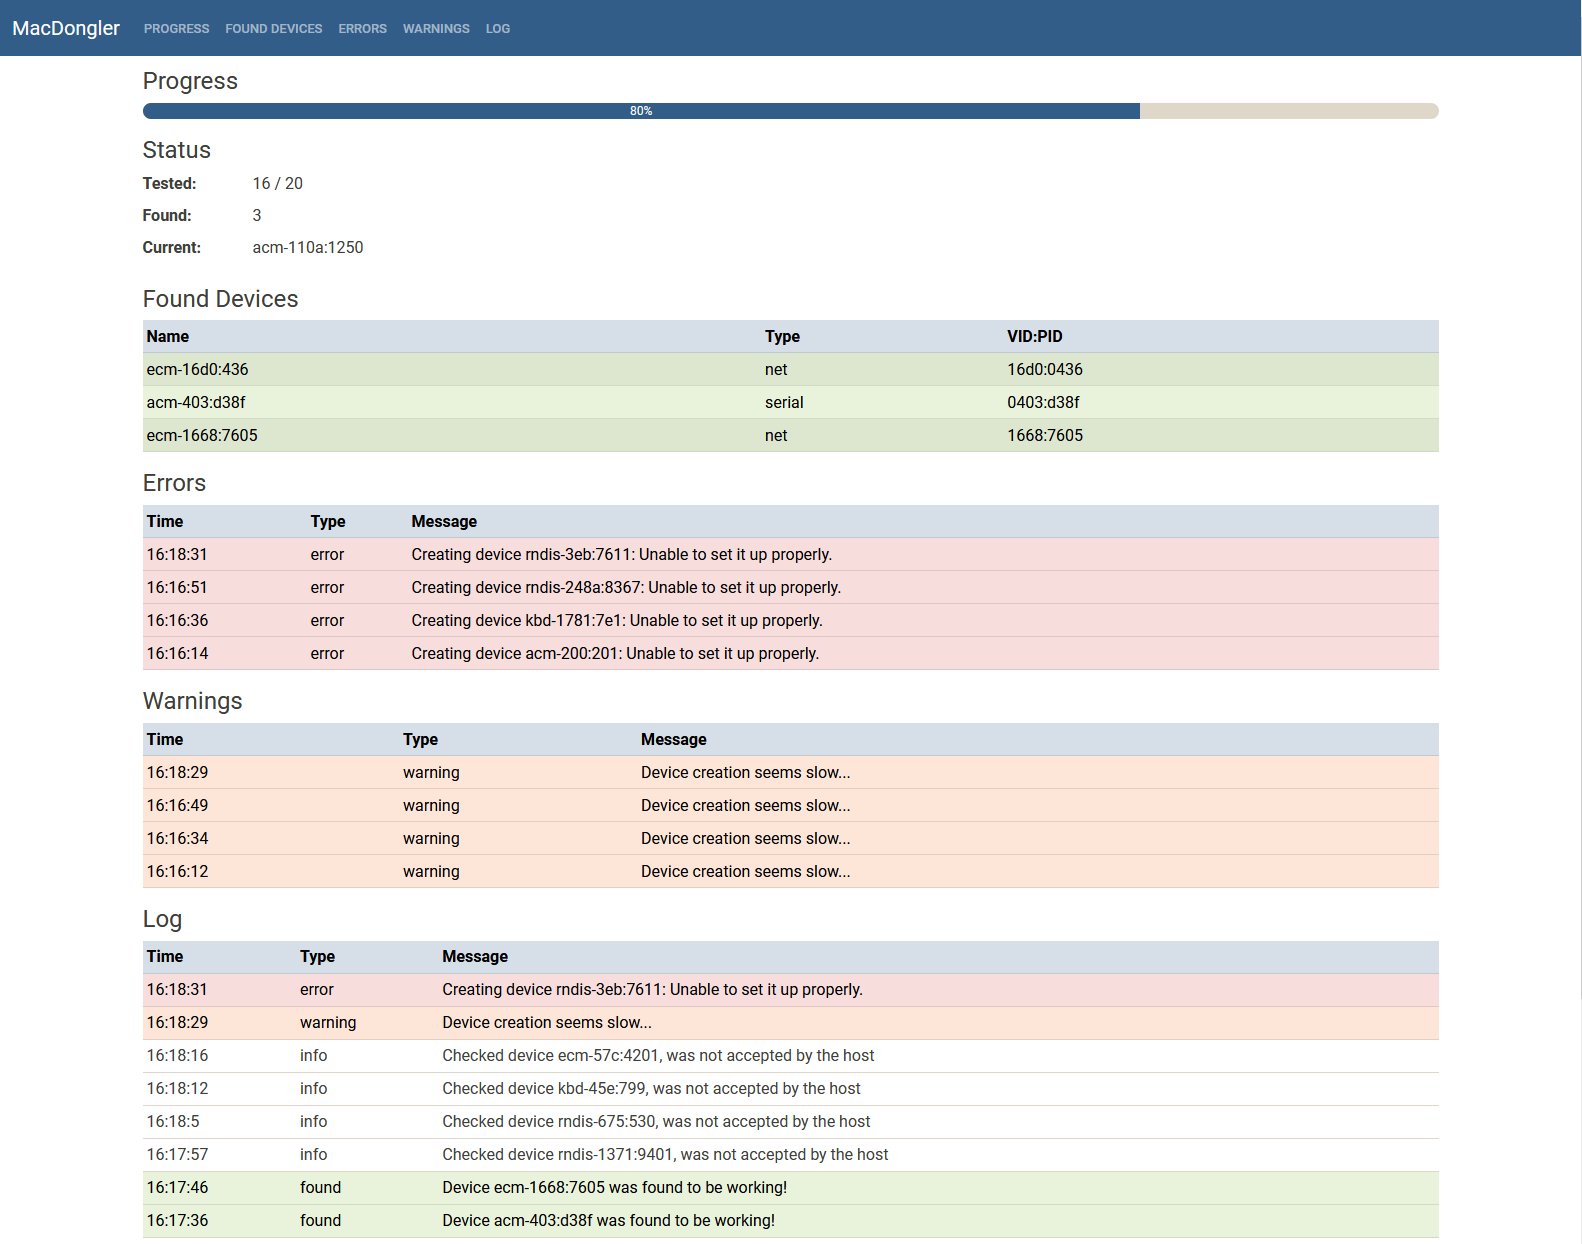 MacDongler PROGRESS FOUND DEVICES ERRORS WARNINGS LOG
Progress
80%
Status
Tested: 16 / 20
Found: 3
Current: acm-110a:1250
Found Devices
Name Type VID:PID
ecm-16d0:436 net 16d0:0436
acm-403:d38f serial 0403:d38f
ecm-1668:7605 net 1668:7605
Errors
Time Type Message
16:18:31 error Creating device rndis-3eb:7611: Unable to set it up properly.
16:16:51 error Creating device rndis-248a:8367: Unable to set it up properly.
16:16:36 error Creating device kbd-1781:7e1: Unable to set it up properly.
16:16:14 error Creating device acm-200:201: Unable to set it up properly.
Warnings
Time Type Message
16:18:29 warning Device creation seems slow...
16:16:49 warning Device creation seems slow...
16:16:34 warning Device creation seems slow...
16:16:12 warning Device creation seems slow...
Log
Time Type Message
16:18:31 error Creating device rndis-3eb:7611: Unable to set it up properly.
16:18:29 warning Device creation seems slow...
16:18:16 info Checked device ecm-57c:4201, was not accepted by the host
16:18:12 info Checked device kbd-45e:799, was not accepted by the host
16:18:5 info Checked device rndis-675:530, was not accepted by the host
16:17:57 info Checked device rndis-1371:9401, was not accepted by the host
16:17:46 found Device ecm-1668:7605 was found to be working!
16:17:36 found Device acm-403:d38f was found to be working!